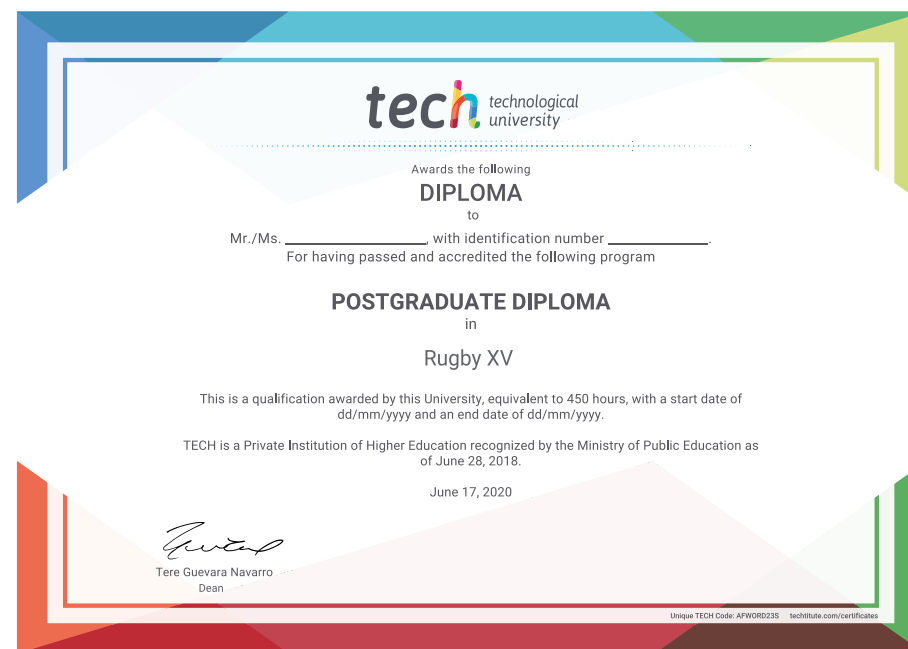 tech technological
university
Awards the following
DIPLOMA
to
Mr./Ms. ____________________, with identification number ______________.
For having passed and accredited the following program
POSTGRADUATE DIPLOMA
in
Rugby XV
This is a qualification awarded by this University, equivalent to 450 hours, with a start date of
dd/mm/yyyy and an end date of dd/mm/yyyy.
TECH is a Private Institution of Higher Education recognized by the Ministry of Public Education as
of June 28, 2018.
June 17, 2020
Tere Guevara Navarro
Dean
Unique TECH Code: AFWORD23S techtitute.com/certificates